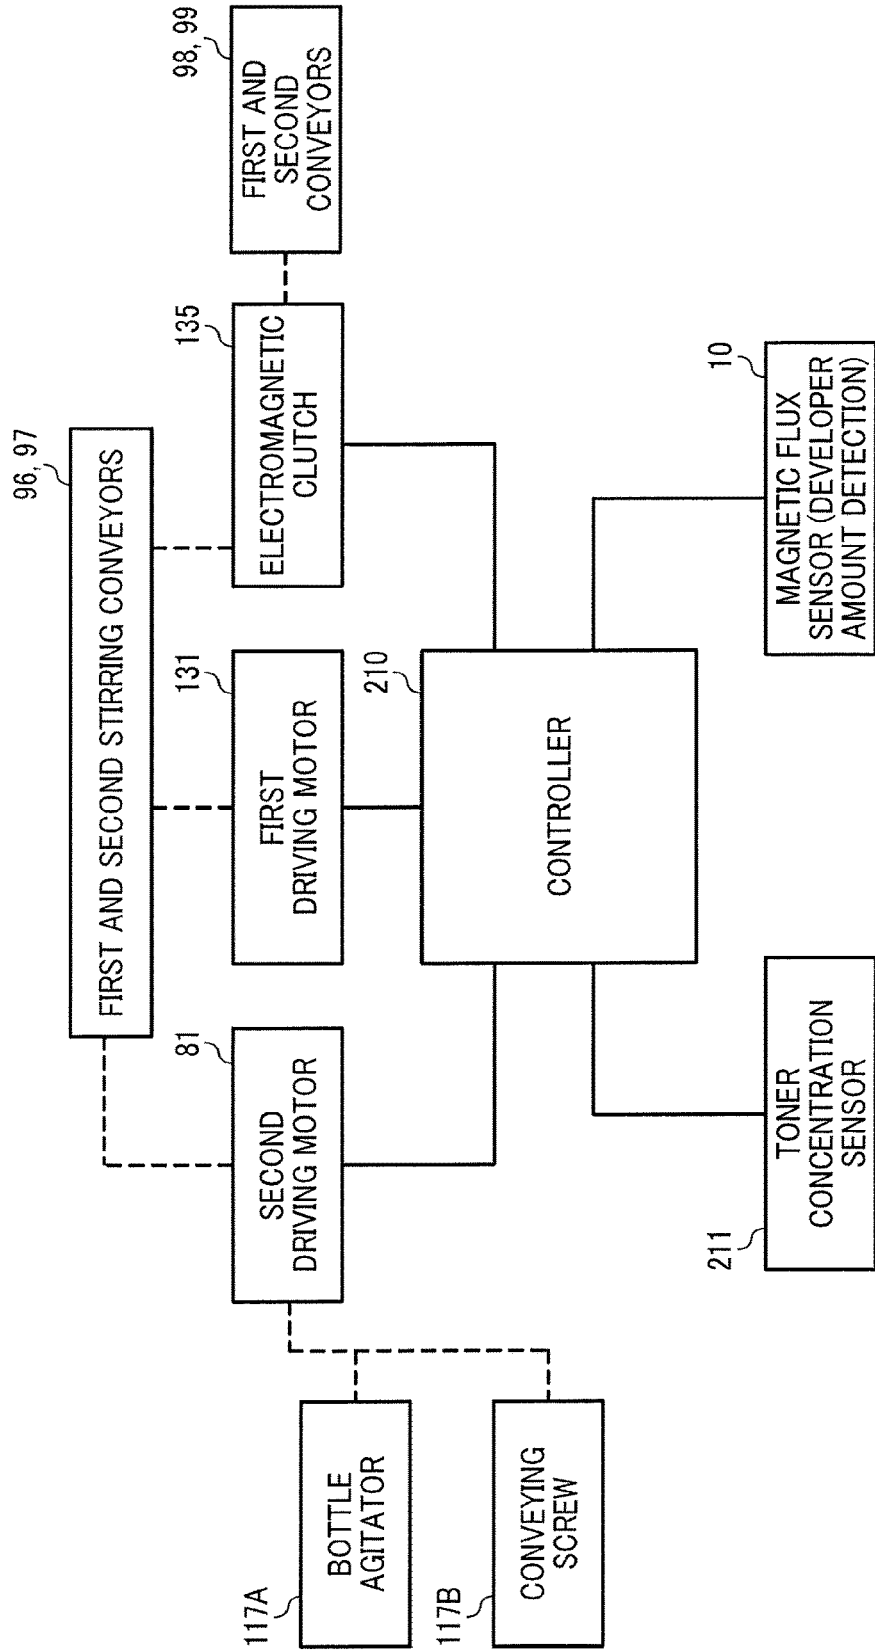 96, 97
FIRST AND SECOND STIRRING CONVEYORS
117A
BOTTLE
AGITATOR
117B
CONVEYING
SCREW
81
SECOND
DRIVING MOTOR
131
FIRST
DRIVING MOTOR
135
ELECTROMAGNETIC
CLUTCH
98, 99
FIRST AND
SECOND
CONVEYORS
210
CONTROLLER
211
TONER
CONCENTRATION
SENSOR
10
MAGNETIC FLUX
SENSOR (DEVELOPER
AMOUNT DETECTION)